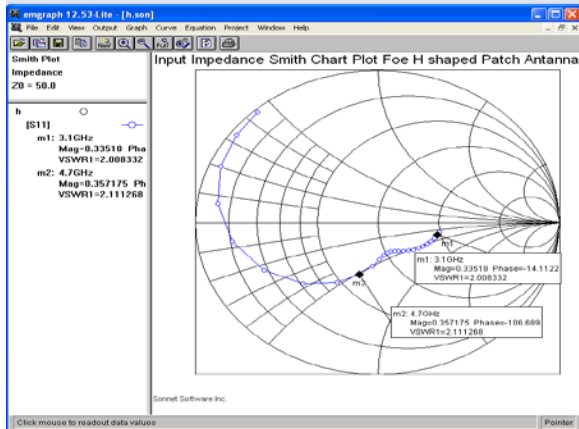 emgraph 12.53-Lite - [h.son]
File Edit View Output Graph Curve Equation Project Window Help
Smith Plot
Impedance
Z0 = 50.0
Input Impedance Smith Chart Plot Foe H shaped Patch Antanna
h
[S11]
m1: 3.1GHz
Mag=0.33518 Pha
VSWR1=2.008332
m2: 4.7GHz
Mag=0.357175 Ph
VSWR1=2.111268
m1
m1: 3.1GHz
Mag=0.33518 Phase=-14.1122
VSWR1=2.008332
m2
m2: 4.7GHz
Mag=0.357175 Phase=-106.689
VSWR1=2.111268
Sonnet Software Inc.
Click mouse to readout data values
Pointer